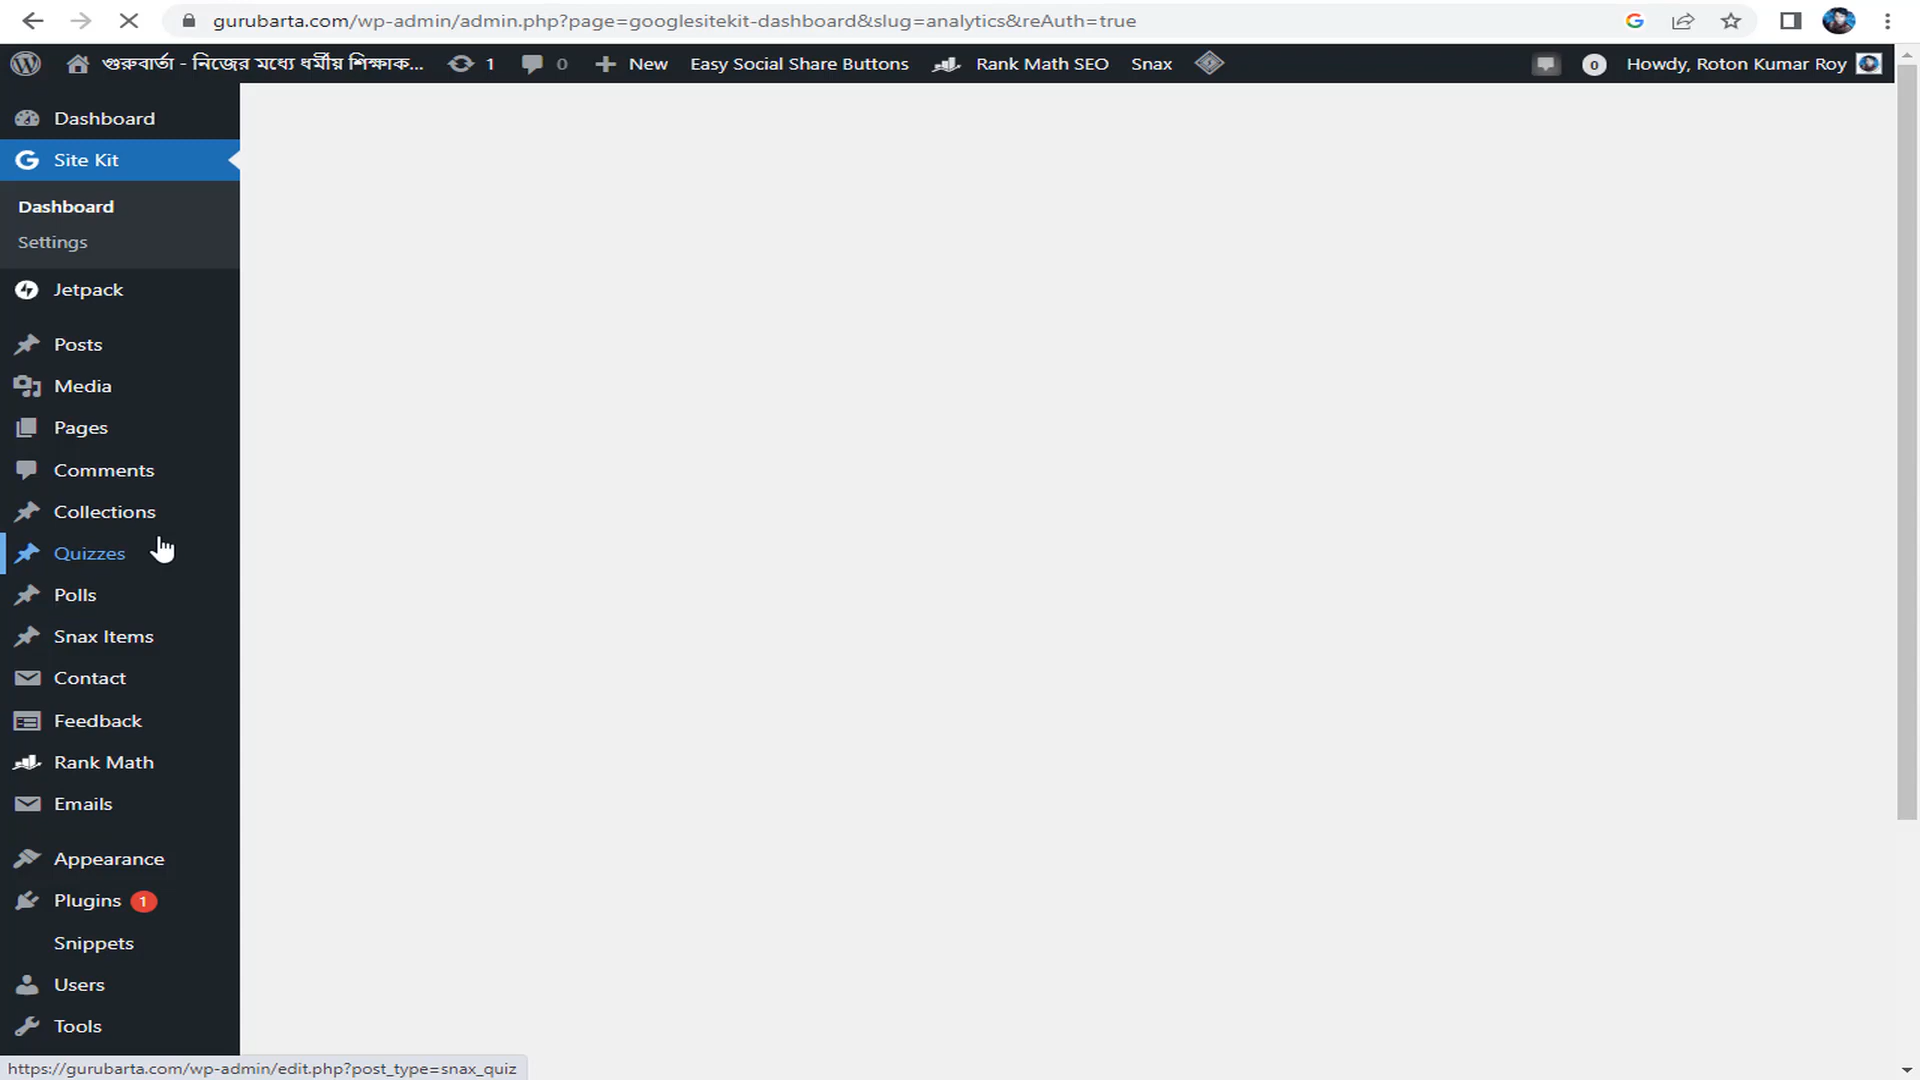 gurubarta.com/wp-admin/admin.php?page=googlesitekit-dashboard&slug=analytics&reAuth=true
গুরুবার্তা - নিজের মধ্যে ধর্মীয় শিক্ষাক... 1 0 New Easy Social Share Buttons Rank Math SEO Snax 0 Howdy, Roton Kumar Roy
Dashboard
Site Kit
Dashboard
Settings
Jetpack
Posts
Media
Pages
Comments
Collections
Quizzes
Polls
Snax Items
Contact
Feedback
Rank Math
Emails
Appearance
Plugins 1
Snippets
Users
Tools
https://gurubarta.com/wp-admin/edit.php?post_type=snax_quiz